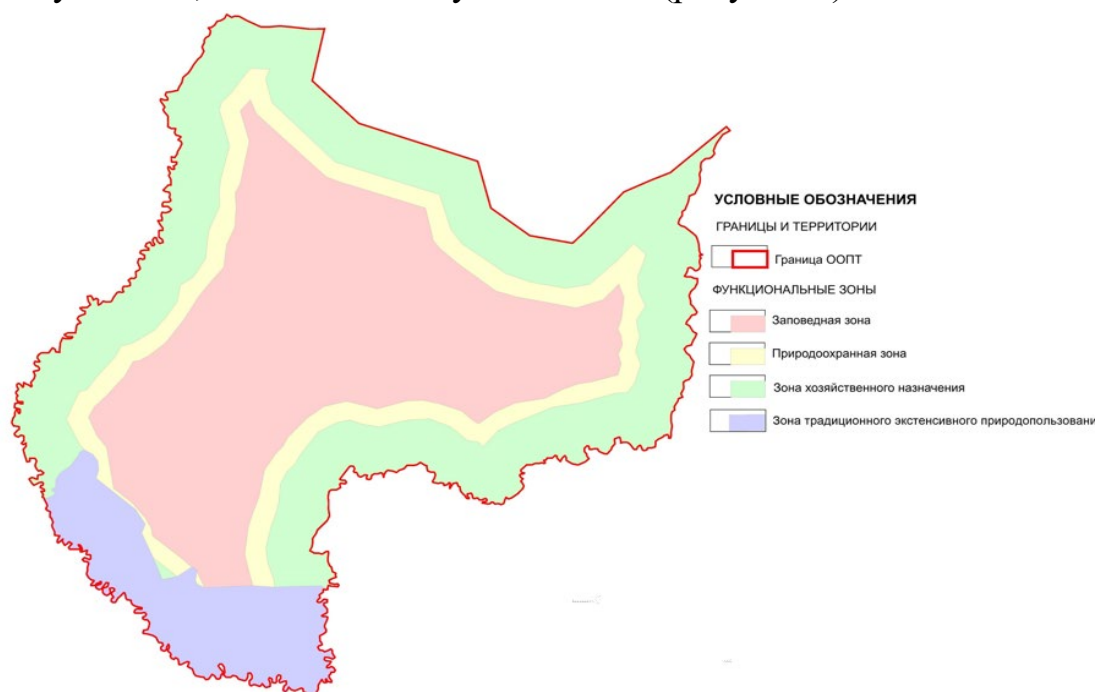 УСЛОВНЫЕ ОБОЗНАЧЕНИЯ
ГРАНИЦЫ И ТЕРРИТОРИИ
Граница ООПТ
ФУНКЦИОНАЛЬНЫЕ ЗОНЫ
Заповедная зона
Природоохранная зона
Зона хозяйственного назначения
Зона традиционного экстенсивного природопользовани